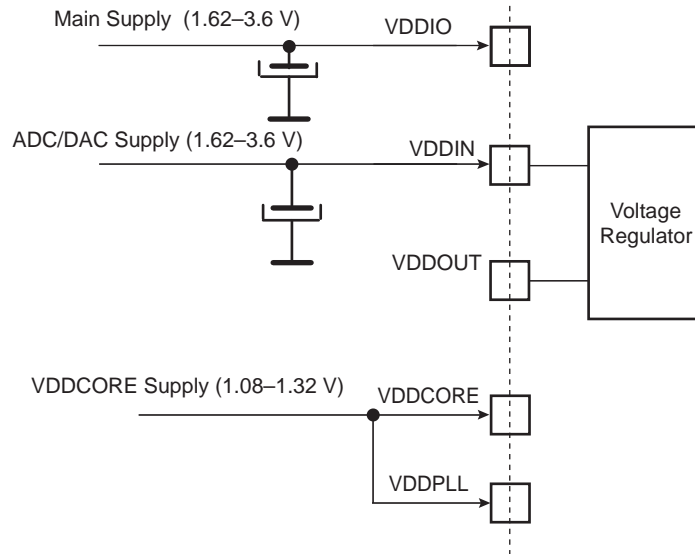 Main Supply (1.62–3.6 V)
VDDIO
ADC/DAC Supply (1.62–3.6 V)
VDDIN
Voltage
Regulator
VDDOUT
VDDCORE Supply (1.08–1.32 V)
VDDCORE
VDDPLL